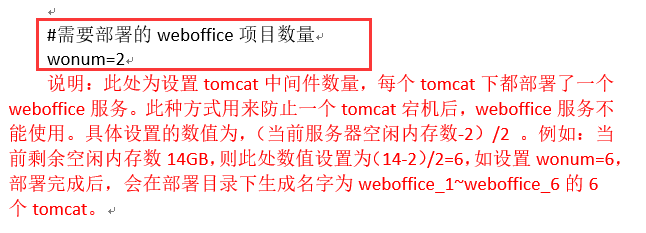 #需要部署的 weboffice 项目数量
wonum=2
说明：此处为设置 tomcat 中间件数量，每个 tomcat 下都部署了一个
weboffice 服务。此种方式用来防止一个 tomcat 宕机后，weboffice 服务不
能使用。具体设置的数值为，（当前服务器空闲内存数-2）/2 。例如：当
前剩余空闲内存数 14GB，则此处数值设置为（14-2）/2=6，如设置 wonum=6，
部署完成后，会在部署目录下生成名字为 weboffice_1~weboffice_6 的 6
个 tomcat。